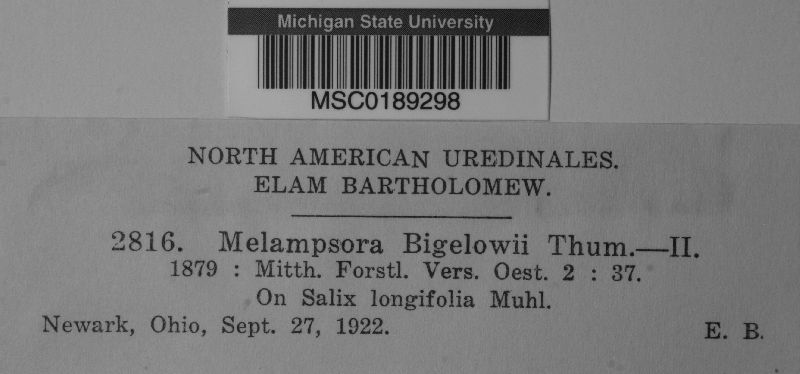 Michigan State University
MSC0189298
NORTH AMERICAN UREDINALES.
ELAM BARTHOLOMEW.
2816. Melampsora Bigelowii Thum.—II.
1879 : Mitth. Forstl. Vers. Oest. 2 : 37.
On Salix longifolia Muhl.
Newark, Ohio, Sept. 27, 1922. E. B.